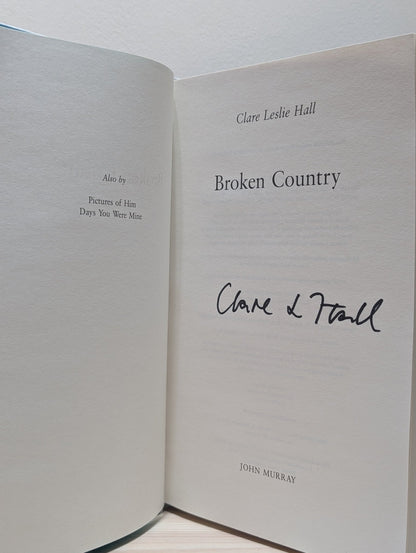 Also by
Pictures of Him
Days You Were Mine
Clare Leslie Hall
Broken Country
Clare L Hall
JOHN MURRAY